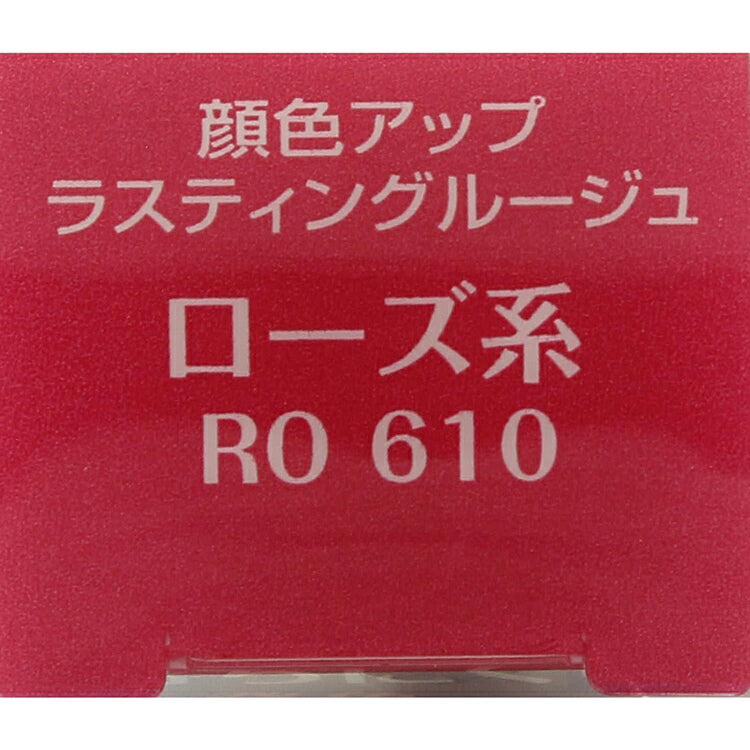 顔色アップ
ラスティングルージュ
ローズ系
RO 610